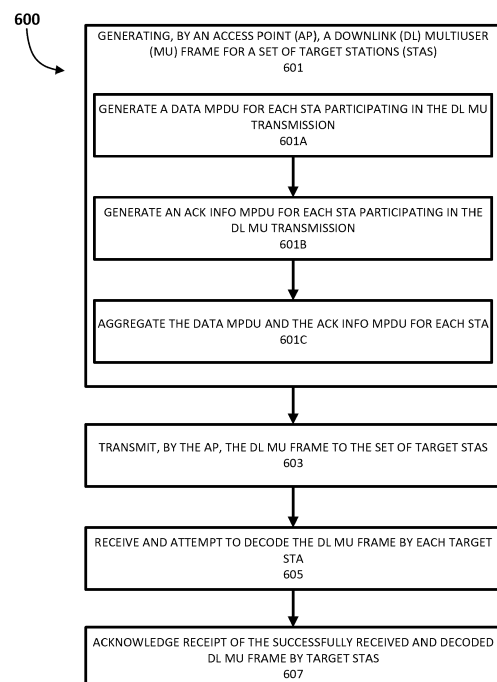 600
GENERATING, BY AN ACCESS POINT (AP), A DOWNLINK (DL) MULTIUSER
(MU) FRAME FOR A SET OF TARGET STATIONS (STAS)
601
GENERATE A DATA MPDU FOR EACH STA PARTICIPATING IN THE DL MU
TRANSMISSION
601A
GENERATE AN ACK INFO MPDU FOR EACH STA PARTICIPATING IN THE
DL MU TRANSMISSION
601B
AGGREGATE THE DATA MPDU AND THE ACK INFO MPDU FOR EACH STA
601C
TRANSMIT, BY THE AP, THE DL MU FRAME TO THE SET OF TARGET STAS
603
RECEIVE AND ATTEMPT TO DECODE THE DL MU FRAME BY EACH TARGET
STA
605
ACKNOWLEDGE RECEIPT OF THE SUCCESSFULLY RECEIVED AND DECODED
DL MU FRAME BY TARGET STAS
607